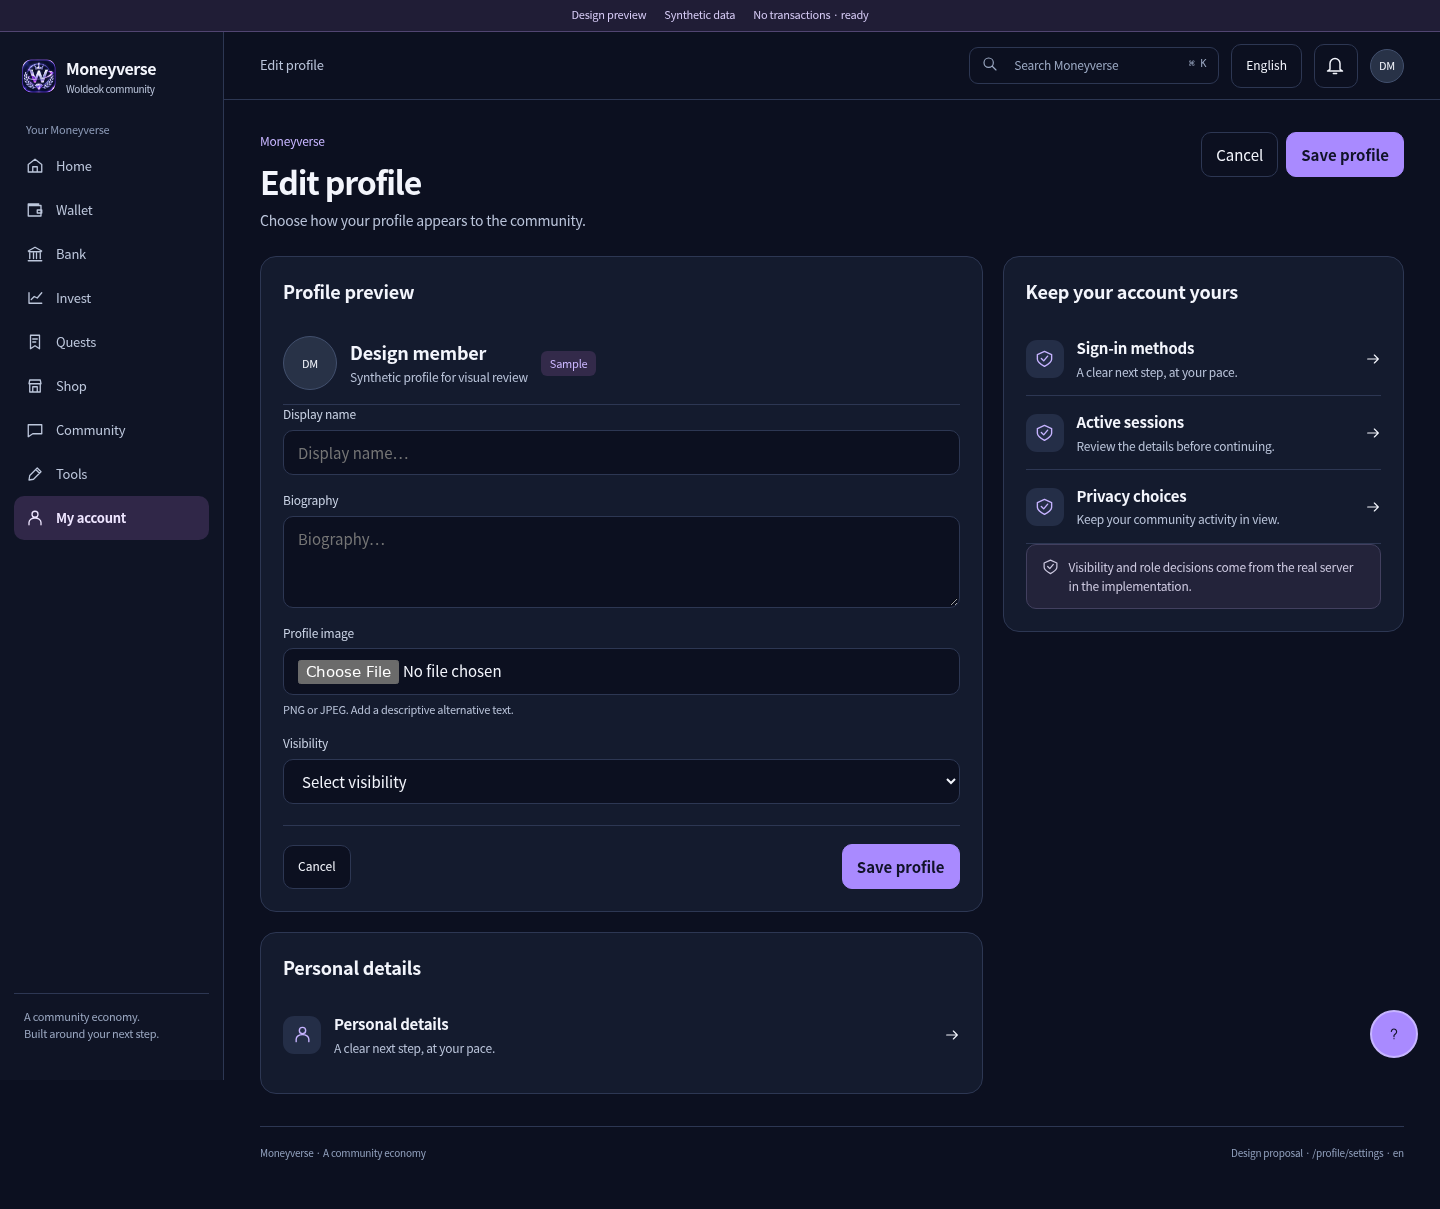 Design preview Synthetic data No transactions · ready
Moneyverse
Woldeok community
Your Moneyverse
Home
Wallet
Bank
Invest
Quests
Shop
Community
Tools
My account
A community economy.
Built around your next step.
Edit profile
Search Moneyverse ⌘ K
English
DM
Moneyverse
Edit profile
Choose how your profile appears to the community.
Cancel
Save profile
Profile preview
DM
Design member
Synthetic profile for visual review
Sample
Display name
Display name…
Biography
Biography…
Profile image
Choose File No file chosen
PNG or JPEG. Add a descriptive alternative text.
Visibility
Select visibility
Cancel
Save profile
Personal details
Personal details
A clear next step, at your pace.
Keep your account yours
Sign-in methods
A clear next step, at your pace.
Active sessions
Review the details before continuing.
Privacy choices
Keep your community activity in view.
Visibility and role decisions come from the real server
in the implementation.
?
Moneyverse · A community economy
Design proposal · /profile/settings · en